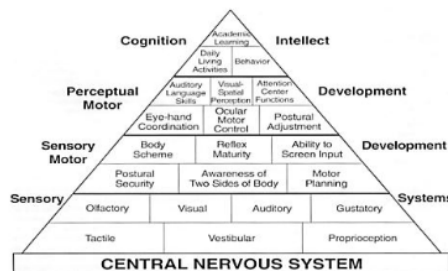 Academic
Learning
Cognition
Intellect
Daily
Living
Activities
Behavior
Perceptual
Motor
Auditory
Language
Skills
Visual-
Spatial
Perception
Attention
Center
Functions
Development
Eye-hand
Coordination
Ocular
Motor
Control
Postural
Adjustment
Sensory
Motor
Body
Scheme
Reflex
Maturity
Ability to
Screen Input
Development
Postural
Security
Awareness of
Two Sides of Body
Motor
Planning
Sensory
Systems
Olfactory
Visual
Auditory
Gustatory
Tactile
Vestibular
Proprioception
CENTRAL NERVOUS SYSTEM